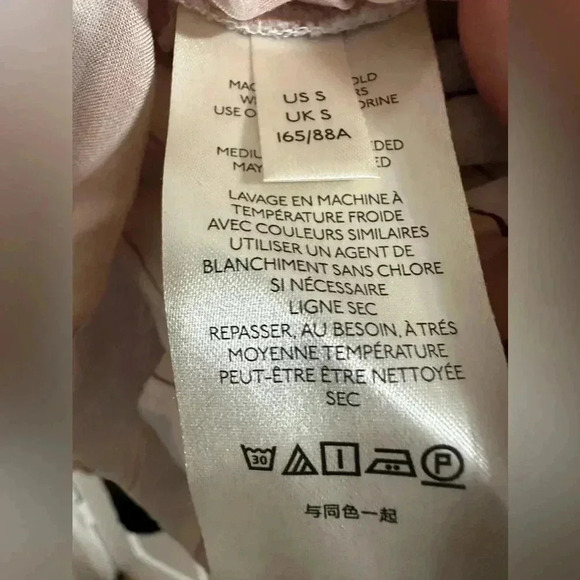 US S
UK S
165/88A
USE O
LAVAGE EN MACHINE À
TEMPÉRATURE FROIDE
AVEC COULEURS SIMILAIRES
UTILISER UN AGENT DE
BLANCHIMENT SANS CHLORE
SI NÉCESSAIRE
LIGNE SEC
REPASSER, AU BESOIN, À TRÉS
MOYENNE TEMPÉRATURE
PEUT-ÊTRE ÊTRE NETTOYÉE
SEC
30 P
与同色一起